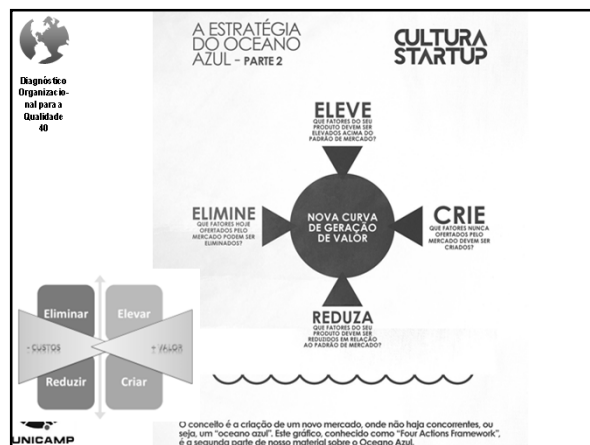 Diagnóstico
Organizacio-
nal para a
Qualidade
40
A ESTRATÉGIA
DO OCEANO
AZUL – PARTE 2
CULTURA
STARTUP
ELEVE
QUE FATORES DO SEU
PRODUTO DEVEM SER
ELEVADOS ACIMA DO
PADRÃO DE MERCADO?
ELIMINE
QUE FATORES HOJE
OFERTADOS PELO
MERCADO PODEM SER
ELIMINADOS?
NOVA CURVA
DE GERAÇÃO
DE VALOR
CRIE
QUE FATORES NUNCA
OFERTADOS PELO
MERCADO DEVEM SER
CRIADOS?
REDUZA
QUE FATORES DO SEU
PRODUTO DEVEM SER
REDUZIDOS EM RELAÇÃO
AO PADRÃO DE MERCADO?
Eliminar
Elevar
- CUSTOS
+ VALOR
Reduzir
Criar
UNICAMP
O conceito é a criação de um novo mercado, onde não haja concorrentes, ou
seja, um "oceano azul". Este gráfico, conhecido como "Four Actions Framework",
é a segunda parte de nosso material sobre o Oceano Azul.